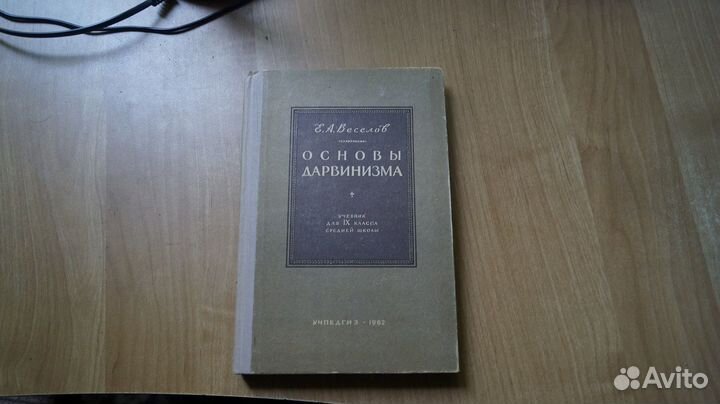 Е. А. Веселов
ОСНОВЫ
ДАРВИНИЗМА
УЧЕБНИК
ДЛЯ IX КЛАССА
СРЕДНЕЙ ШКОЛЫ
УЧПЕДГИЗ - 1962
Avito